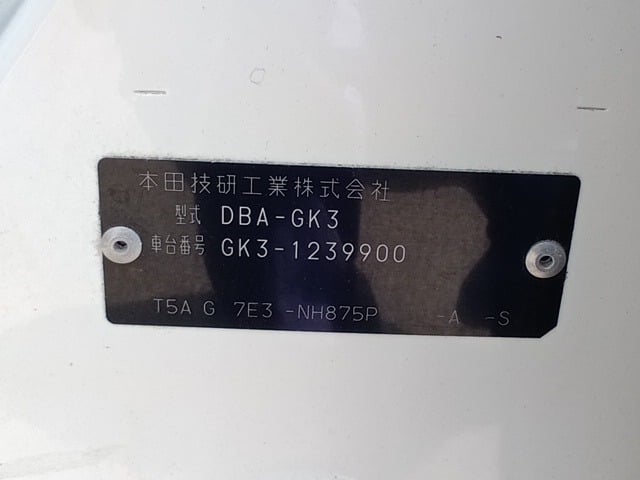 本田技研工業株式会社
型式 DBA-GK3
車台番号 GK3-1239900
T5A G 7E3 -NH875P -A -S